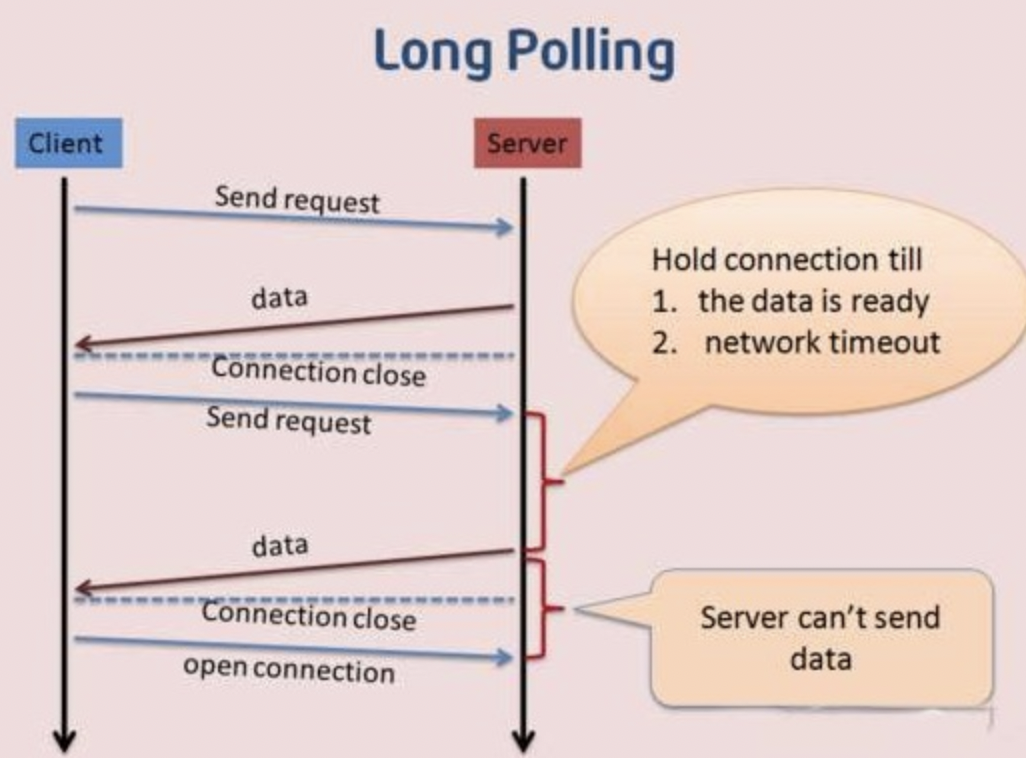 Long Polling
Client
Server
Send request
data
Connection close
Send request
Hold connection till
1. the data is ready
2. network timeout
data
Connection close
open connection
Server can't send
data